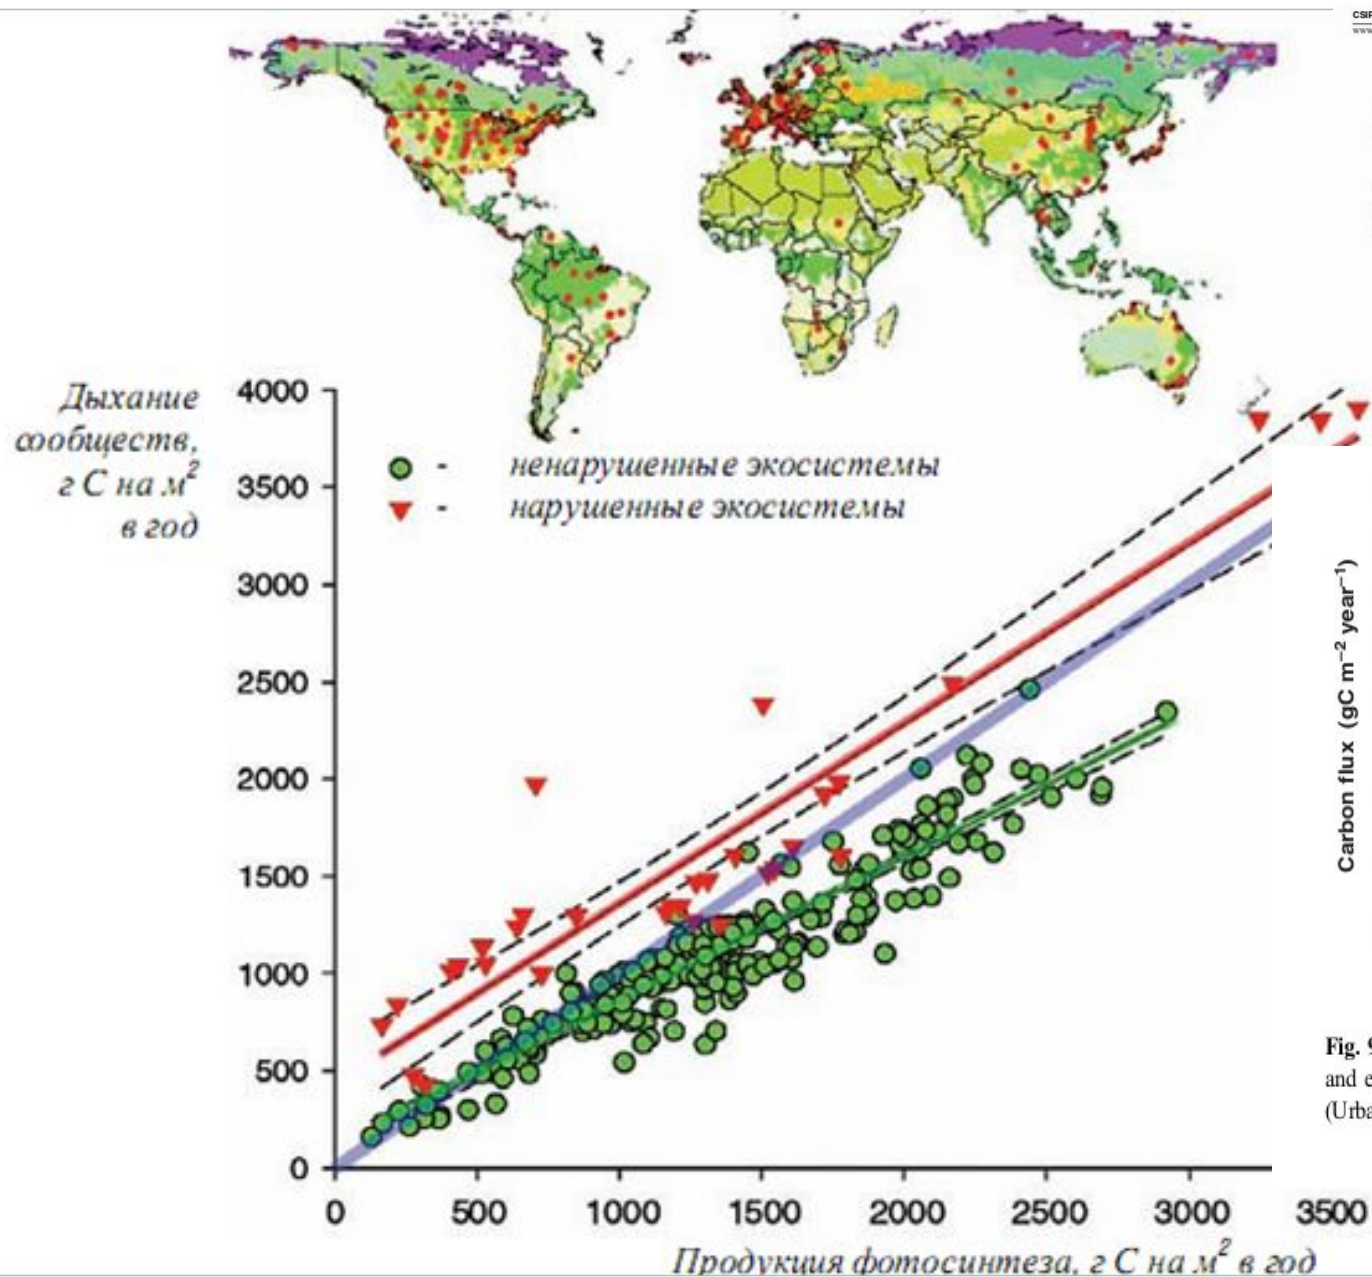 CSIR
www
Дыхание
сообществ,
г С на м²
в год
4000
3500
3000
2500
2000
1500
1000
500
0
- ненарушенные экосистемы
- нарушенные экосистемы
0 500 1000 1500 2000 2500 3000 3500
Продукция фотосинтеза, г С на м² в год
Carbon flux (gC m⁻² year⁻¹)
Fig. 9
and e
(Urba